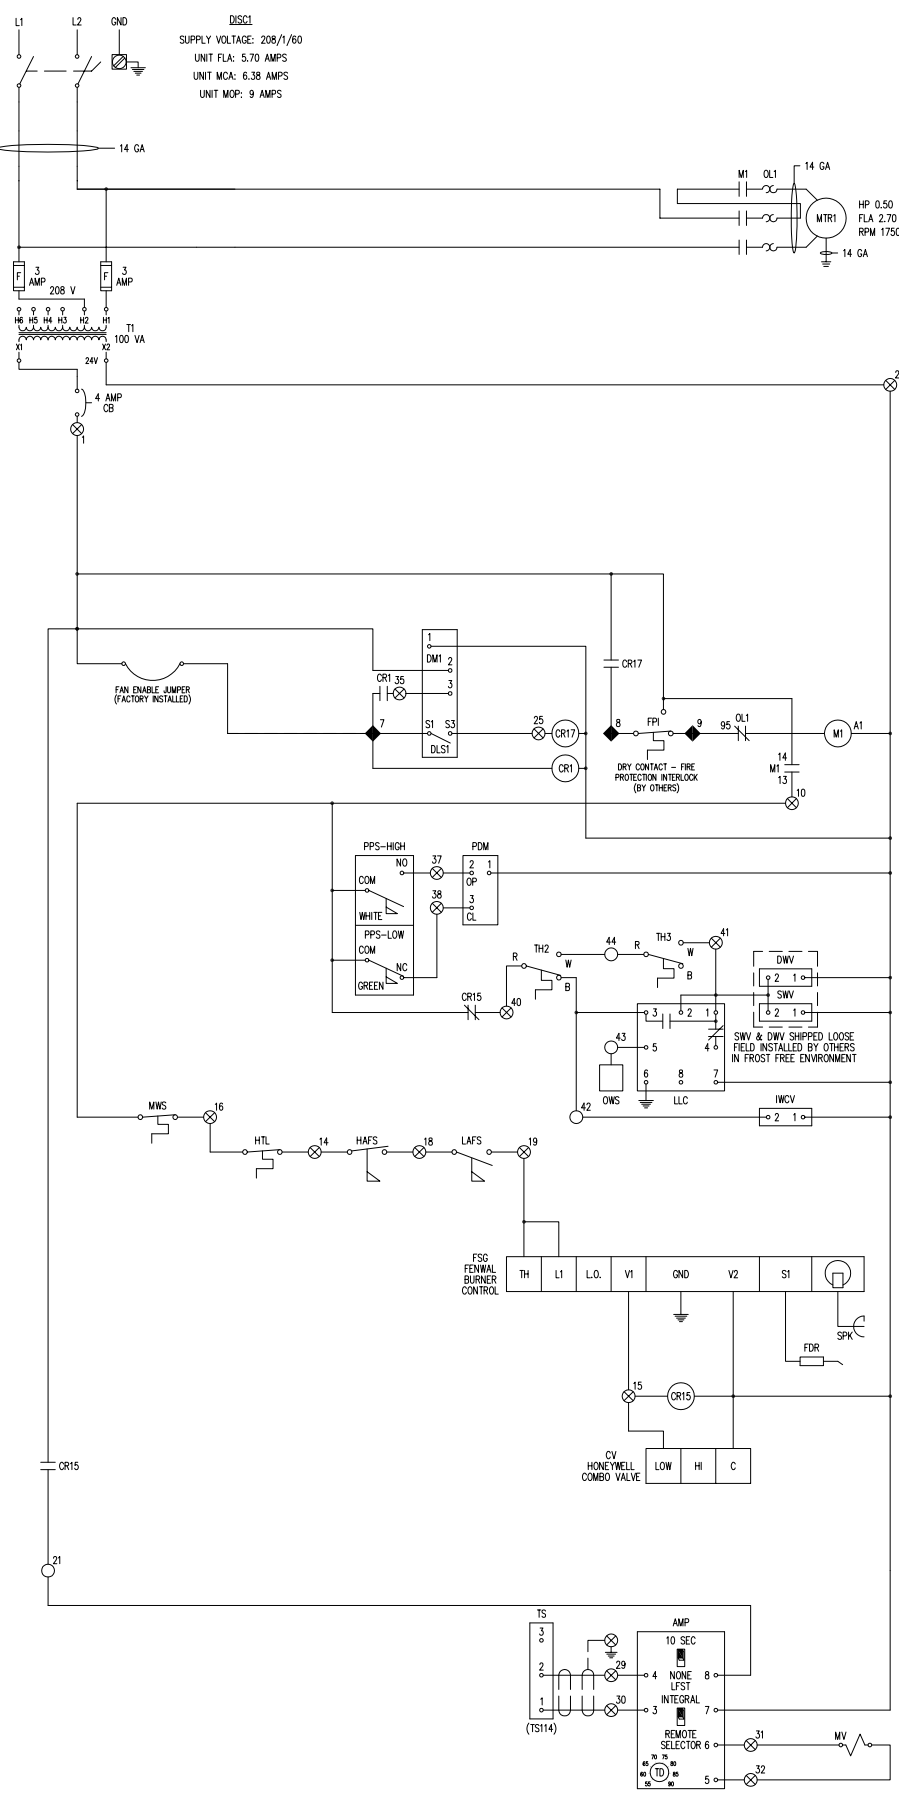 L1 L2 GND
DISC1
SUPPLY VOLTAGE: 208/1/60
UNIT FLA: 5.70 AMPS
UNIT MCA: 6.38 AMPS
UNIT MOP: 9 AMPS
14 GA
14 GA
M1 OL1
MTR1
HP 0.50
FLA 2.70
RPM 1750
14 GA
F 3 AMP
F 3 AMP
208 V
H6 H5 H4 H3 H2 H1
T1
100 VA
X1 X2
24V
2
4 AMP
CB
1
1
DM1
2
3
CR1 35
CR17
FAN ENABLE JUMPER
(FACTORY INSTALLED)
7
S1 S3
DLS1
25
CR17
CR1
8
FPI
9
95 OL1
M1 A1
DRY CONTACT - FIRE
PROTECTION INTERLOCK
(BY OTHERS)
14
M1
13
10
PPS-HIGH
NO
COM
WHITE
37
PDM
2 1
OP
38
3
CL
PPS-LOW
COM
NC
GREEN
CR15
40
R TH2 W B
44
R TH3 W B
41
DWV
2 1
SWV
2 1
SWV & DWV SHIPPED LOOSE
FIELD INSTALLED BY OTHERS
IN FROST FREE ENVIRONMENT
3 2 1
4
43
5
6 8 7
OWS
LLC
42
IWCV
2 1
MWS
16
HTL
14
HAFS
18
LAFS
19
FSG
FENWAL
BURNER
CONTROL
TH L1 L.O. V1 GND V2 S1
SPK
FDR
15
CR15
CV
HONEYWELL
COMBO VALVE
LOW HI C
CR15
21
TS
3
2
1
(TS114)
29
30
AMP
10 SEC
4 NONE 8
LFST
3 INTEGRAL 7
REMOTE
SELECTOR 6
31
MV
5
32
TD
55 60 65 70 75 80 85 90